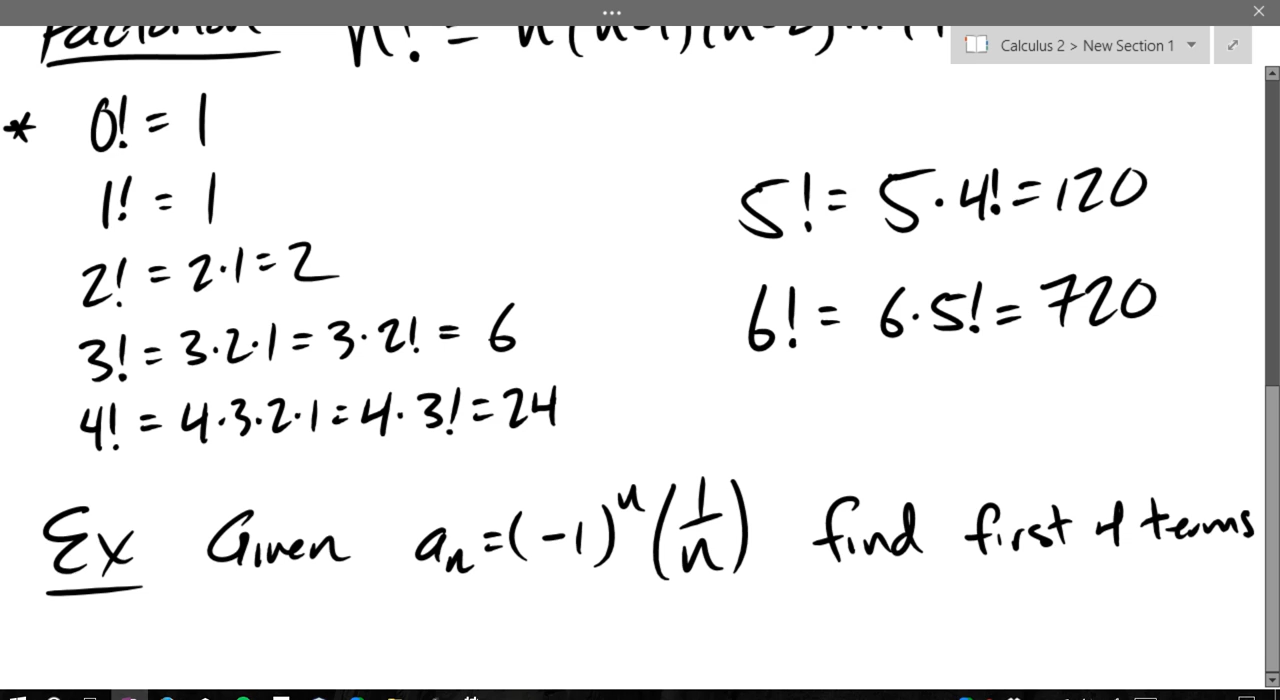 Calculus 2 > New Section 1
* 0! = 1
1! = 1
2! = 2·1 = 2
3! = 3·2·1 = 3·2! = 6
4! = 4·3·2·1 = 4·3! = 24
5! = 5·4! = 120
6! = 6·5! = 720
Ex Given aₙ = (-1)ⁿ (1/n) find first 4 terms